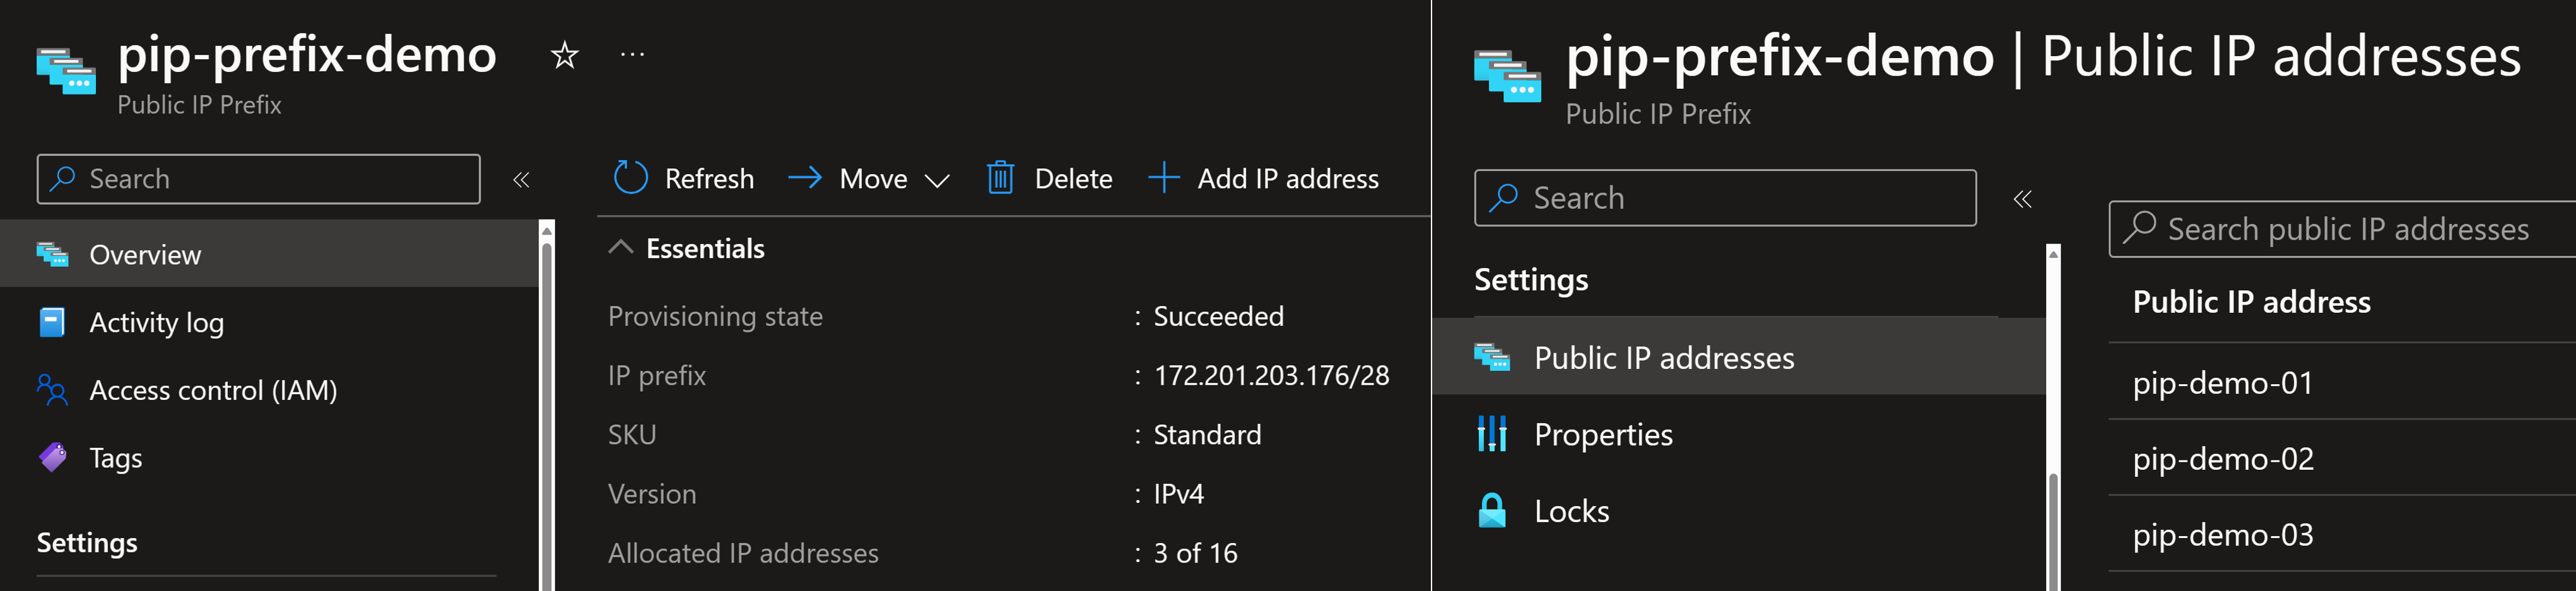 pip-prefix-demo
Public IP Prefix
Search
Overview
Activity log
Access control (IAM)
Tags
Settings
Refresh Move Delete Add IP address
Essentials
Provisioning state : Succeeded
IP prefix : 172.201.203.176/28
SKU : Standard
Version : IPv4
Allocated IP addresses : 3 of 16
pip-prefix-demo | Public IP addresses
Public IP Prefix
Search
Settings
Public IP addresses
Properties
Locks
Search public IP addresses
Public IP address
pip-demo-01
pip-demo-02
pip-demo-03